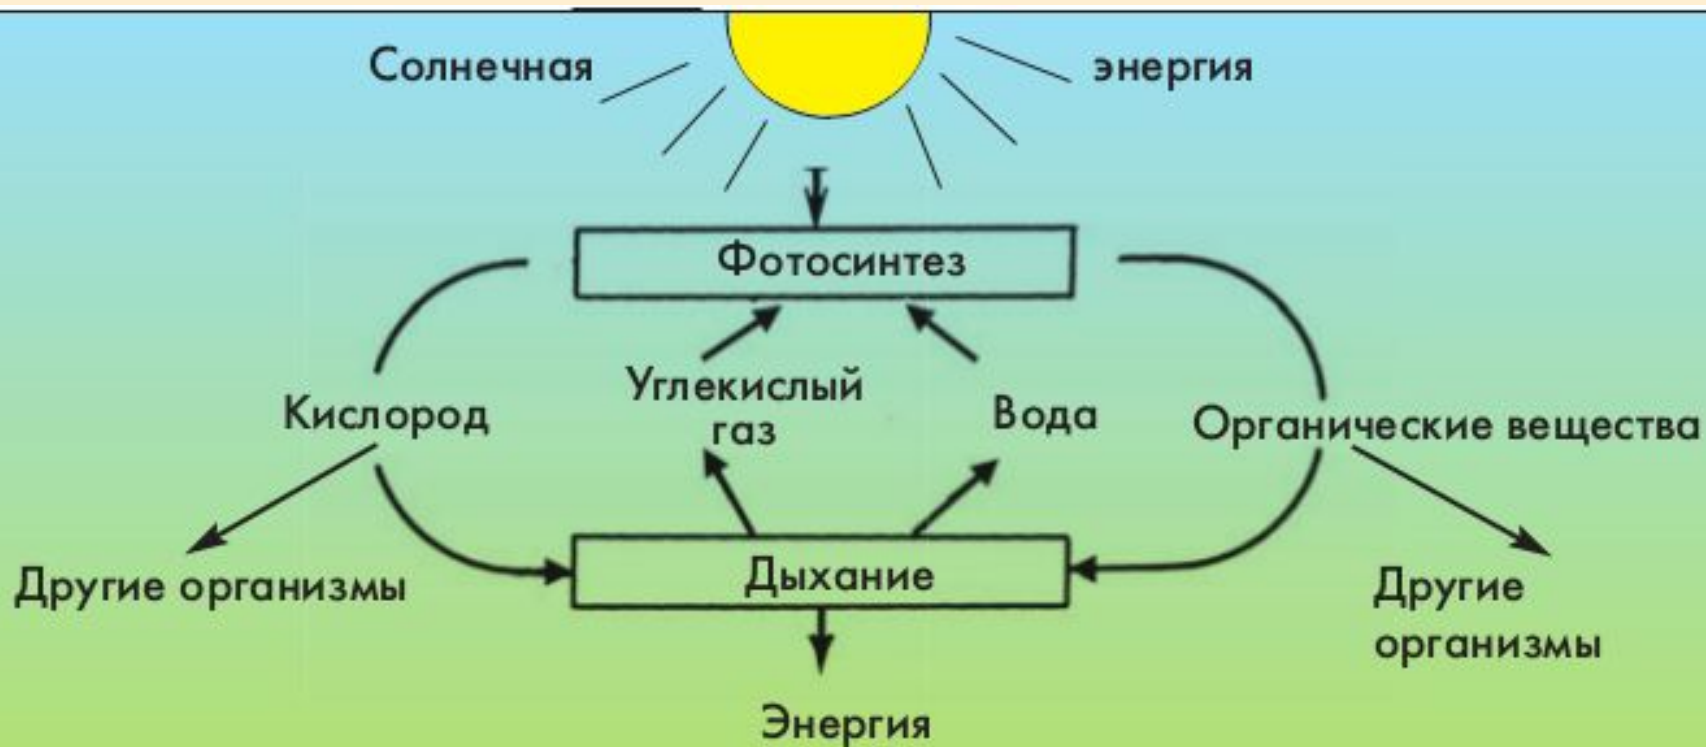 Солнечная
энергия
Фотосинтез
Углекислый
газ
Кислород
Вода
Органические вещества
Другие организмы
Дыхание
Другие
организмы
Энергия